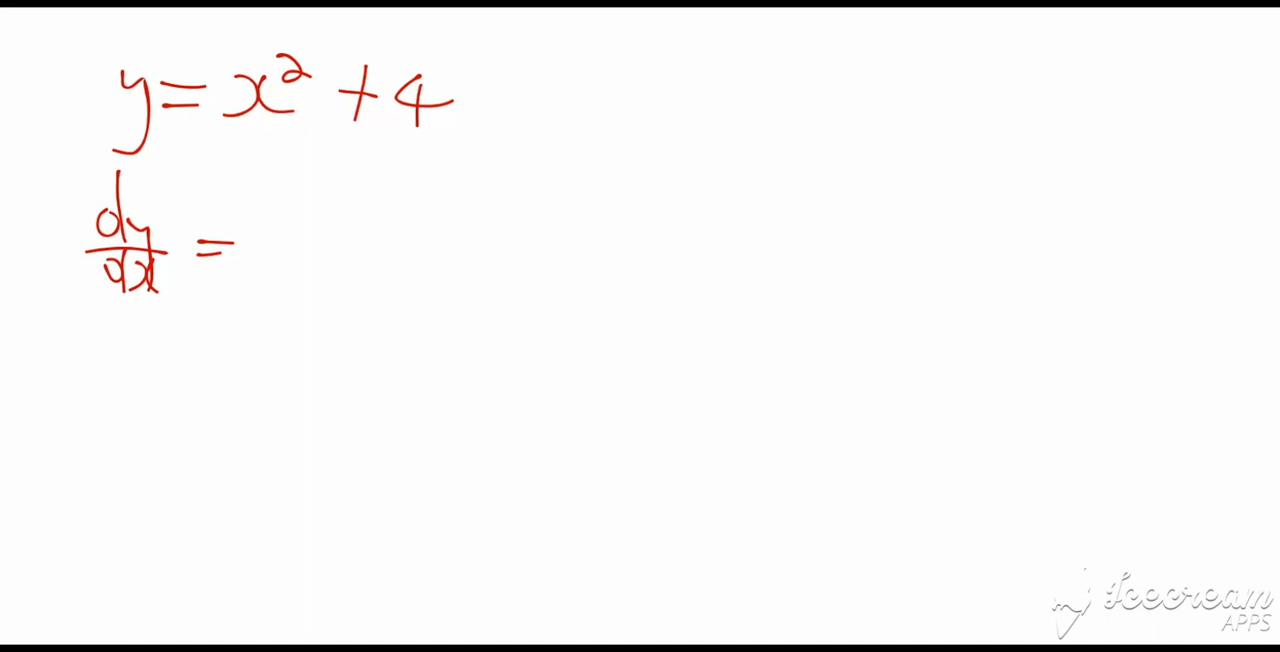 y = x² + 4
dy/dx =
Icecream
APPS